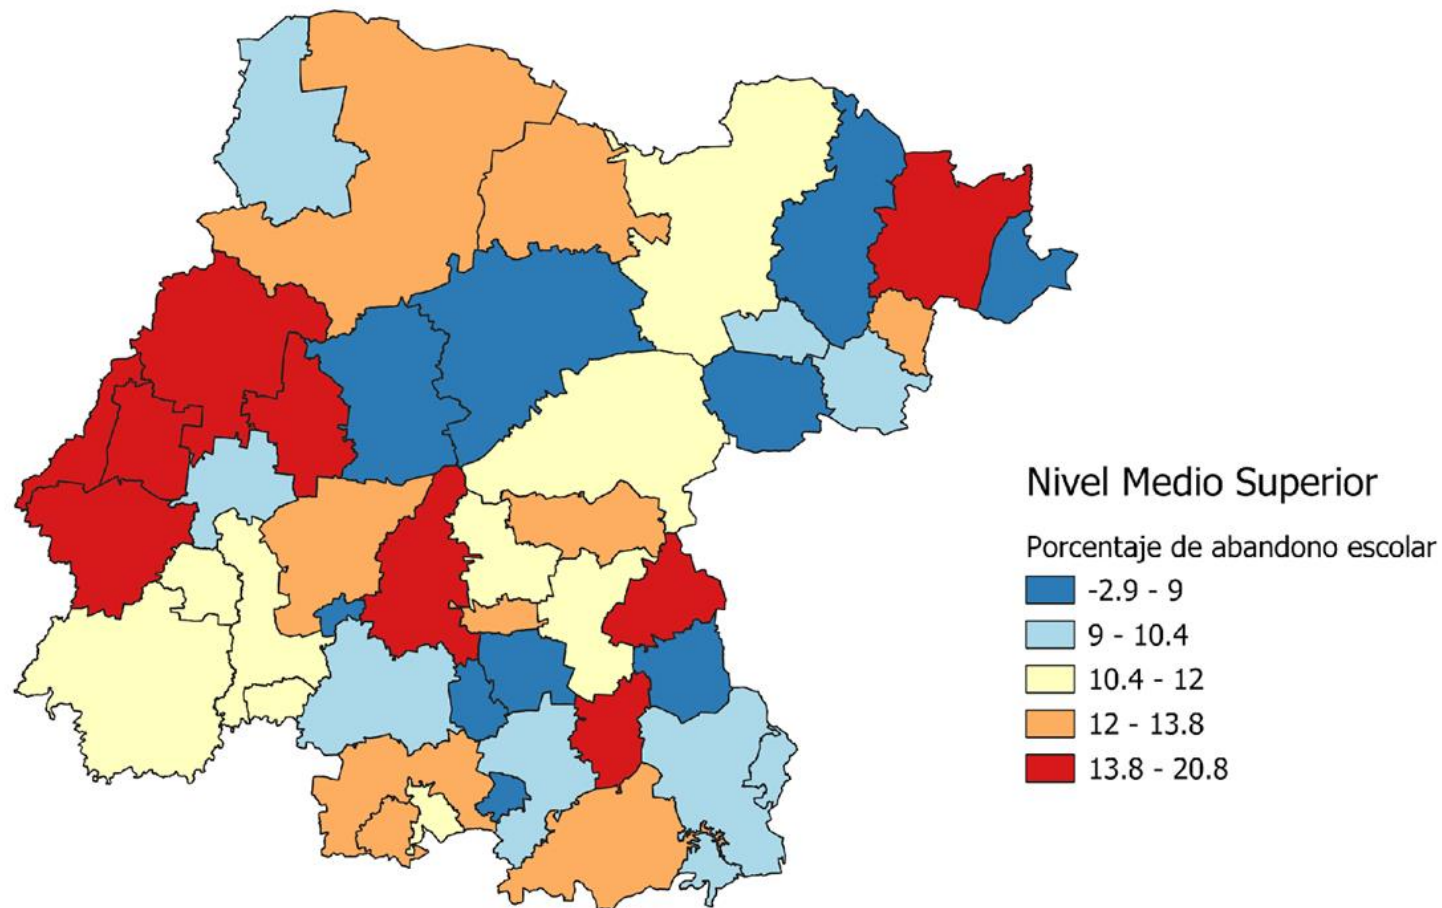 Nivel Medio Superior
Porcentaje de abandono escolar
-2.9 - 9
9 - 10.4
10.4 - 12
12 - 13.8
13.8 - 20.8